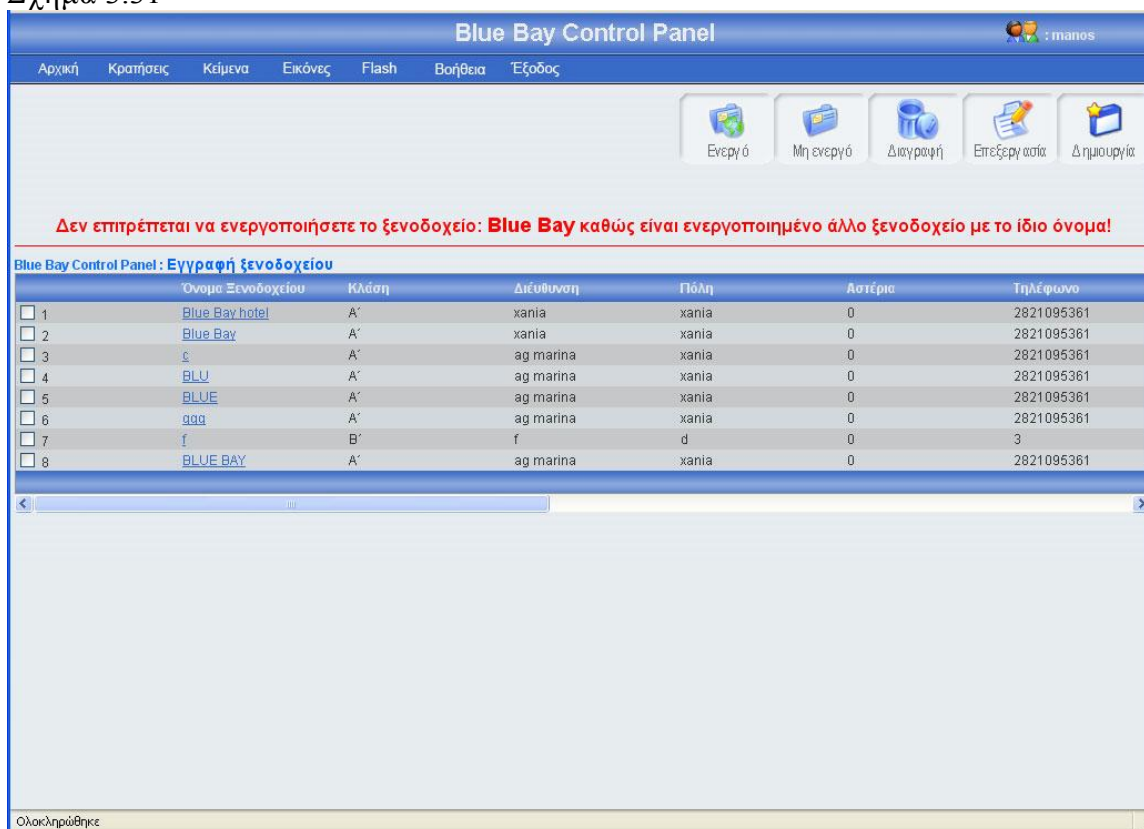 Σχήμα 5.31
Blue Bay Control Panel : manos
Αρχική Κρατήσεις Κείμενα Εικόνες Flash Βοήθεια Έξοδος
Ενεργό Μη ενεργό Διαγραφή Επεξεργασία Δημιουργία
Δεν επιτρέπεται να ενεργοποιήσετε το ξενοδοχείο: Blue Bay καθώς είναι ενεργοποιημένο άλλο ξενοδοχείο με το ίδιο όνομα!
Blue Bay Control Panel : Εγγραφή ξενοδοχείου
Όνομα Ξενοδοχείου Κλάση Διέυθυνση Πόλη Αστέρια Τηλέφωνο
1 Blue Bay hotel Α΄ xania xania 0 2821095361
2 Blue Bay Α΄ xania xania 0 2821095361
3 c Α΄ ag marina xania 0 2821095361
4 BLU Α΄ ag marina xania 0 2821095361
5 BLUE Α΄ ag marina xania 0 2821095361
6 qqq Α΄ ag marina xania 0 2821095361
7 f Β΄ f d 0 3
8 BLUE BAY Α΄ ag marina xania 0 2821095361
Ολοκληρώθηκε